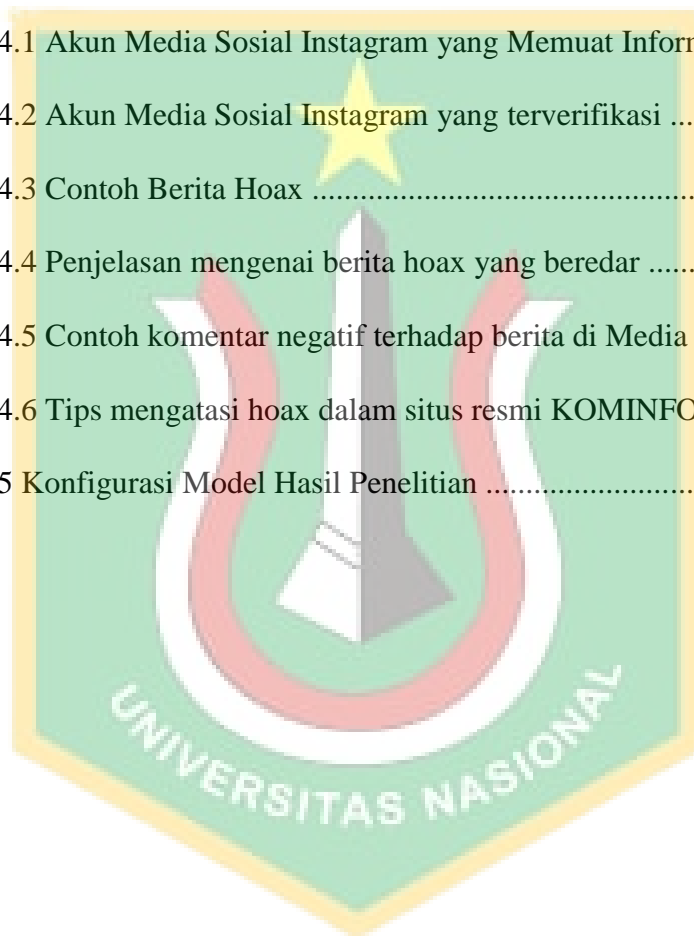 4.1 Akun Media Sosial Instagram yang Memuat
4.2 Akun Media Sosial Instagram yang terverifikasi ....
4.3 Contoh Berita Hoax ................................................
4.4 Penjelasan mengenai berita hoax yang beredar ......
4.5 Contoh komentar negatif terhadap berita di Media
4.6 Tips mengatasi hoax dalam situs resmi KOMINFO
5 Konfigurasi Model Hasil Penelitian ..........................
UNIVERSITAS NASIONAL